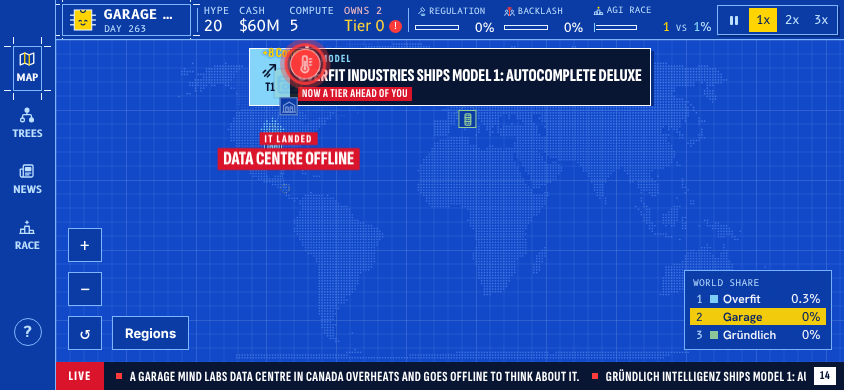 GARAGE ...
DAY 263
HYPE
20
CASH
$60M
COMPUTE
5
OWNS 2
Tier 0
!
REGULATION
0%
BACKLASH
0%
AGI RACE
1 VS 1%
1x
2x
3x
MAP
TREES
NEWS
RACE
?
T1
MODEL
INDUSTRIES SHIPS MODEL 1: AUTOCOMPLETE DELUXE
NOW A TIER AHEAD OF YOU
IT LANDED
DATA CENTRE OFFLINE
+
−
↺
Regions
WORLD SHARE
1 Overfit 0.3%
2 Garage 0%
3 Gründlich 0%
LIVE
A GARAGE MIND LABS DATA CENTRE IN CANADA OVERHEATS AND GOES OFFLINE TO THINK ABOUT IT.
GRÜNDLICH INTELLIGENZ SHIPS MODEL 1:
14